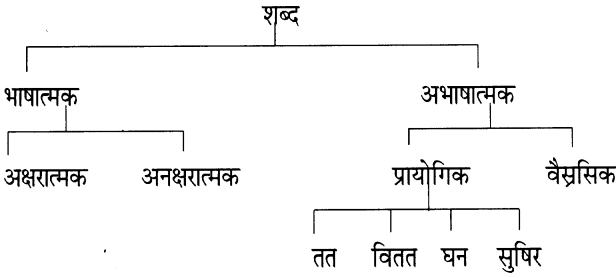 शब्द
भाषात्मक अभाषात्मक
अक्षरात्मक अनक्षरात्मक प्रायोगिक वैस्रसिक
तत वितत घन सुषिर